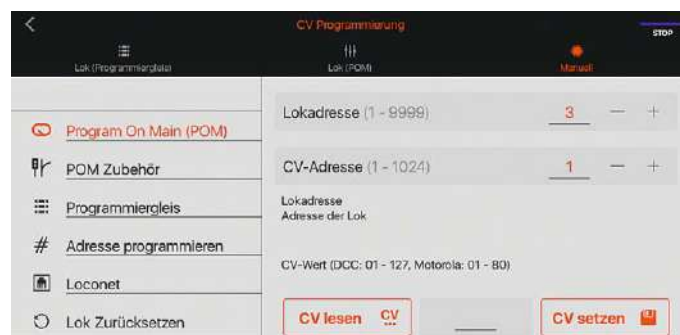 CV Programmierung
STOP
Lok (Programmiergleis)
Lok (POM)
Manuell
Program On Main (POM)
POM Zubehör
Programmiergleis
Adresse programmieren
Loconet
Lok Zurücksetzen
Lokadresse (1 - 9999) 3 — +
CV-Adresse (1 - 1024) 1 — +
Lokadresse
Adresse der Lok
CV-Wert (DCC: 01 - 127, Motorola: 01 - 80)
CV lesen CV
CV setzen